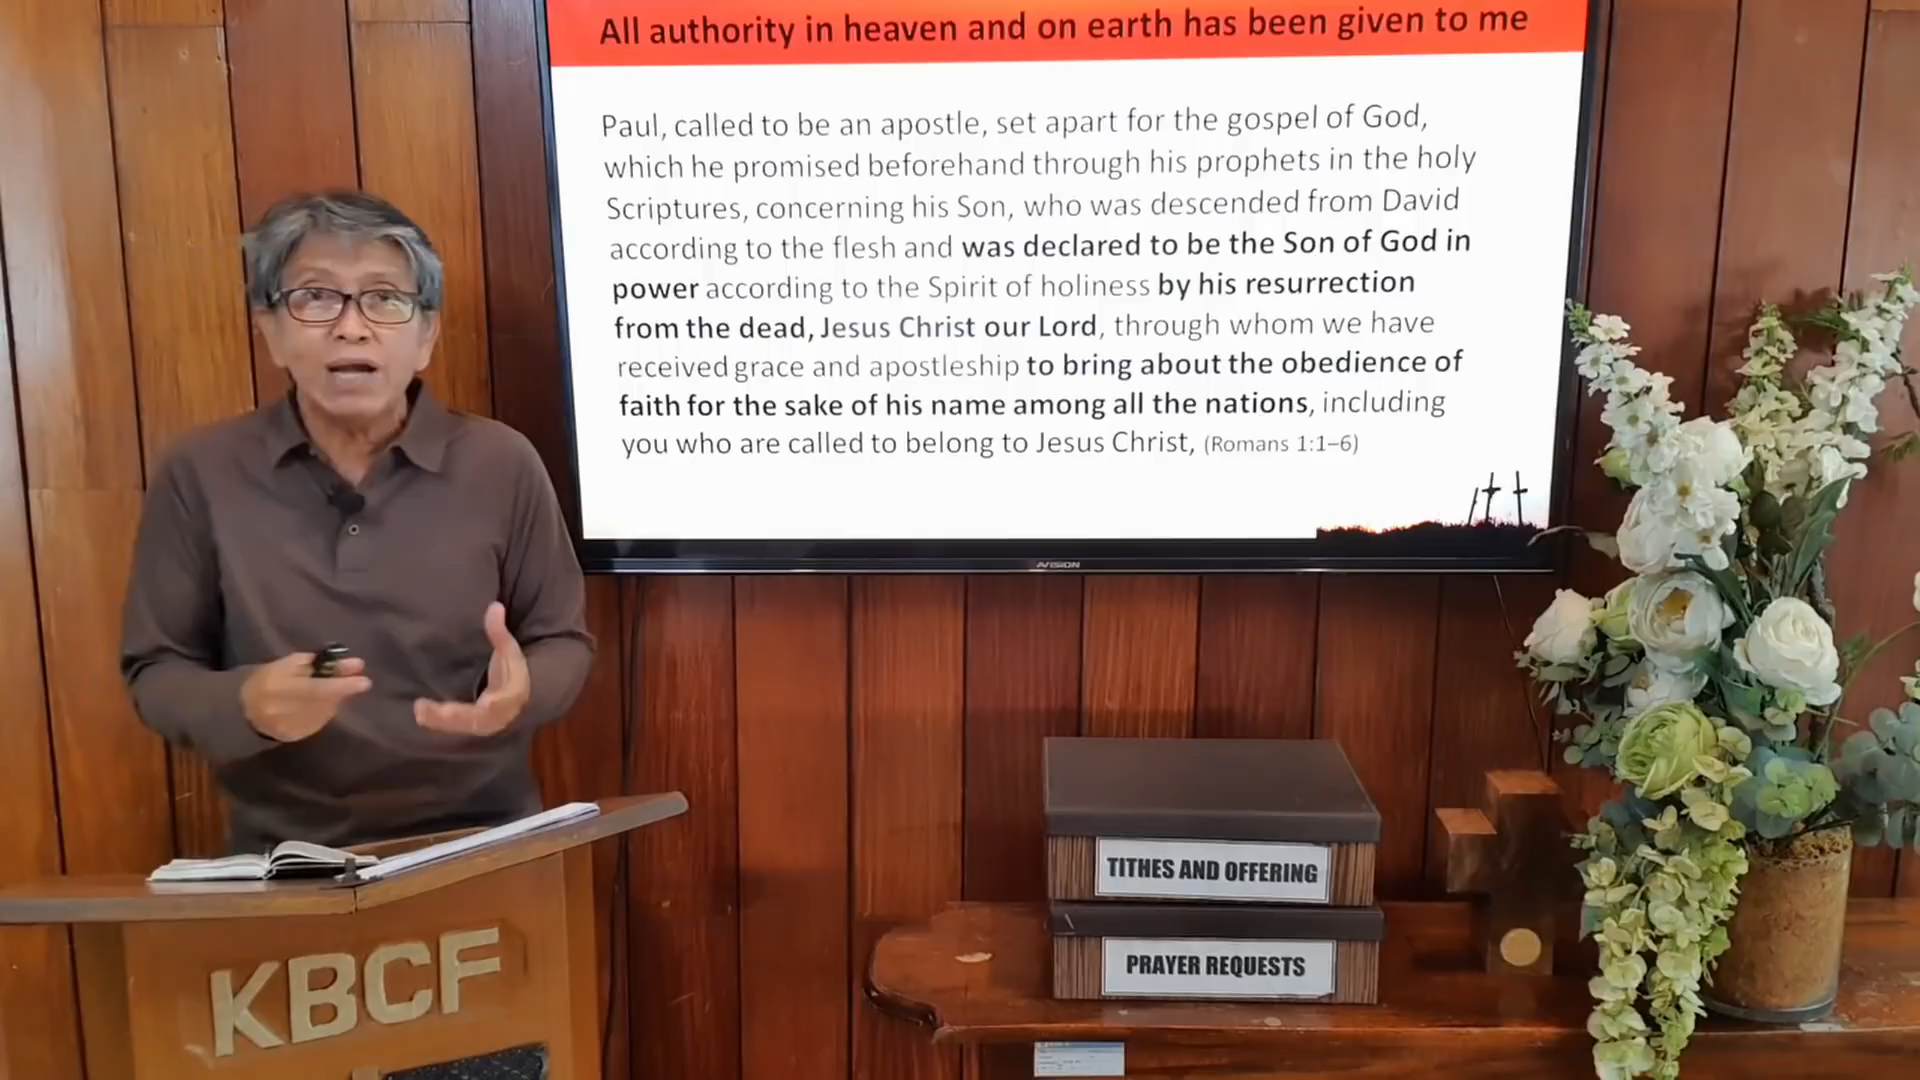 All authority in heaven and on earth has been given to me
Paul, called to be an apostle, set apart for the gospel of God,
which he promised beforehand through his prophets in the holy
Scriptures, concerning his Son, who was descended from David
according to the flesh and was declared to be the Son of God in
power according to the Spirit of holiness by his resurrection
from the dead, Jesus Christ our Lord, through whom we have
received grace and apostleship to bring about the obedience of
faith for the sake of his name among all the nations, including
you who are called to belong to Jesus Christ, (Romans 1:1–6)
AVISION
TITHES AND OFFERING
PRAYER REQUESTS
KBCF